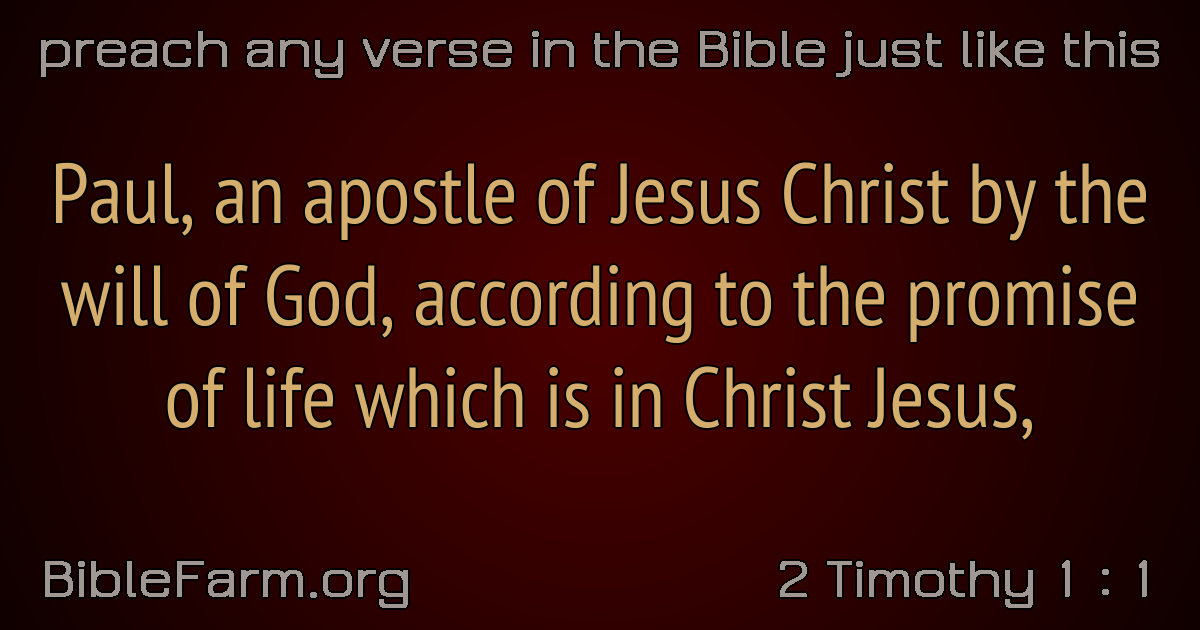 preach any verse in the Bible just like this
Paul, an apostle of Jesus Christ by the
will of God, according to the promise
of life which is in Christ Jesus,
BibleFarm.org
2 Timothy 1 : 1